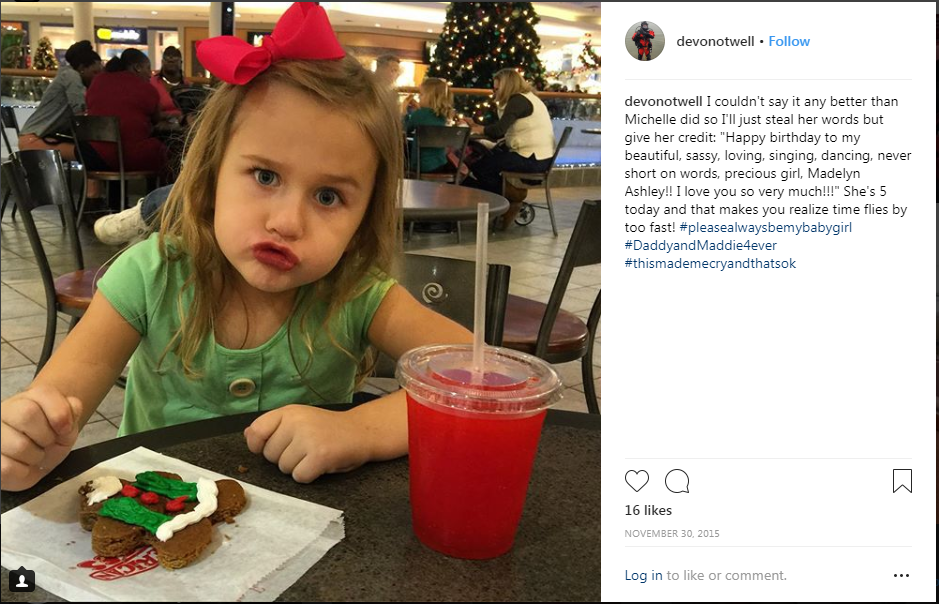 devonotwell • Follow
devonotwell I couldn't say it any better than
Michelle did so I'll just steal her words but
give her credit: "Happy birthday to my
beautiful, sassy, loving, singing, dancing, never
short on words, precious girl, Madelyn
Ashley!! I love you so very much!!!" She's 5
today and that makes you realize time flies by
too fast! #pleasealwaysbemybabygirl
#DaddyandMaddie4ever
#thismademecryandthatsok
16 likes
NOVEMBER 30, 2015
Log in to like or comment.